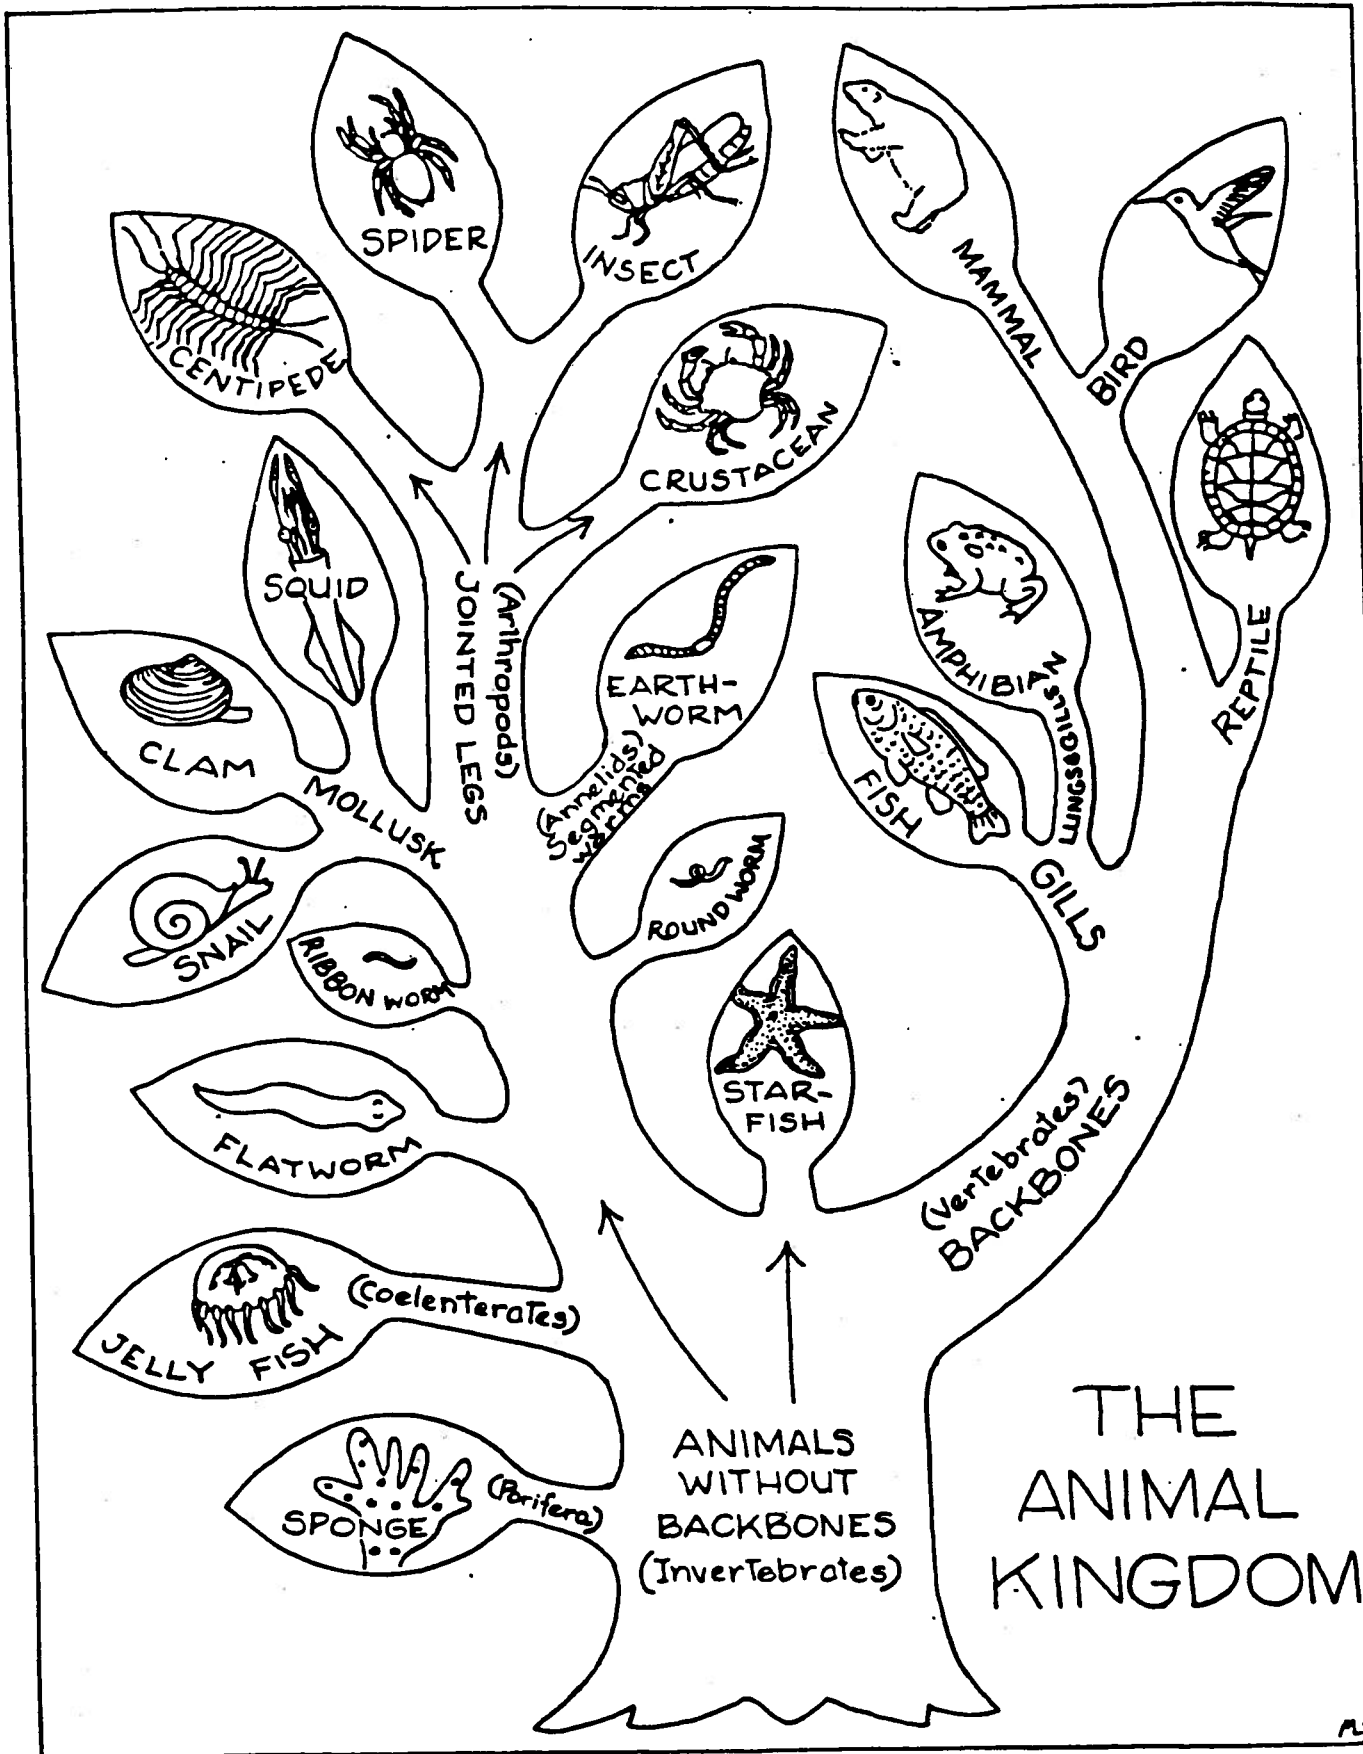 SPIDER
INSECT
MAMMAL
BIRD
CENTIPEDE
CRUSTACEAN
SQUID
JOINTED LEGS
(Arthropods)
EARTH-
WORM
(Annelids)
Segmented
worms
AMPHIBIAN
LUNGS&GILLS
REPTILE
CLAM
MOLLUSK
FISH
GILLS
SNAIL
RIBBON WORM
ROUND WORM
STAR-
FISH
FLATWORM
(Vertebrates)
BACKBONES
JELLY FISH
(Coelenterates)
SPONGE
(Porifera)
ANIMALS
WITHOUT
BACKBONES
(Invertebrates)
THE
ANIMAL
KINGDOM